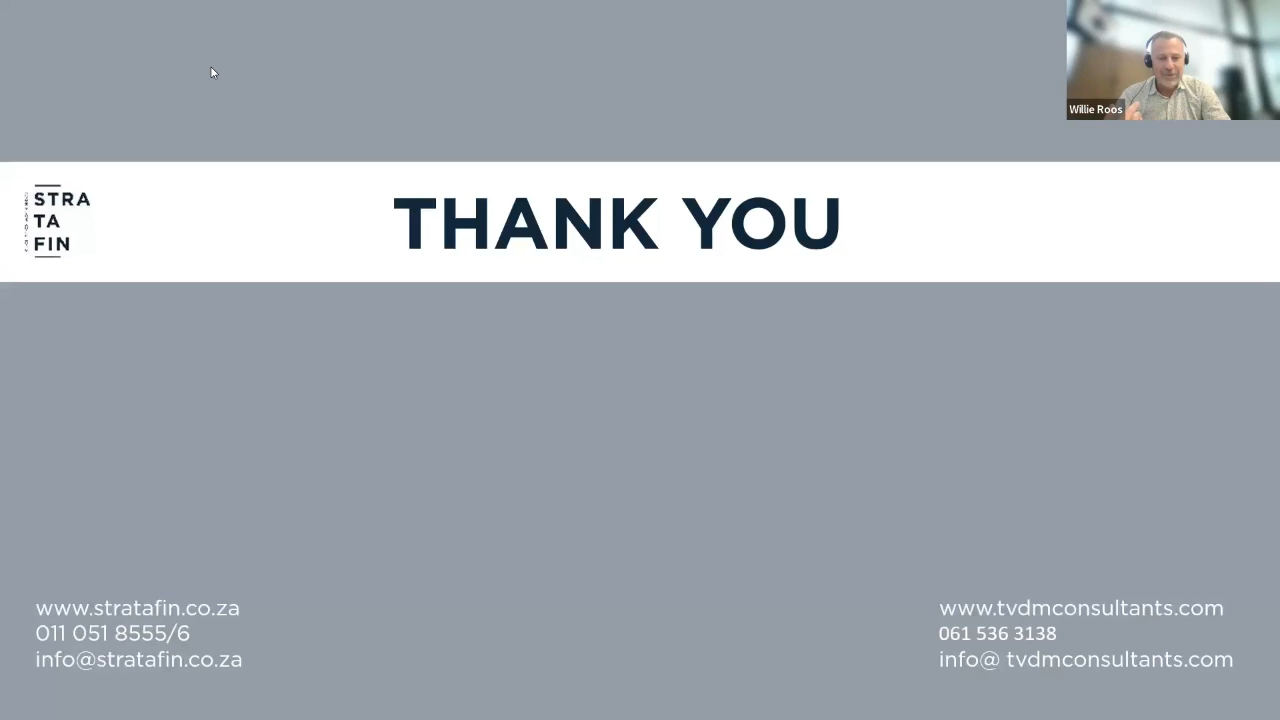 Willie Roos
STRA
TA
FIN
THANK YOU
www.stratafin.co.za
011 051 8555/6
info@stratafin.co.za
www.tvdmconsultants.com
061 536 3138
info@ tvdmconsultants.com